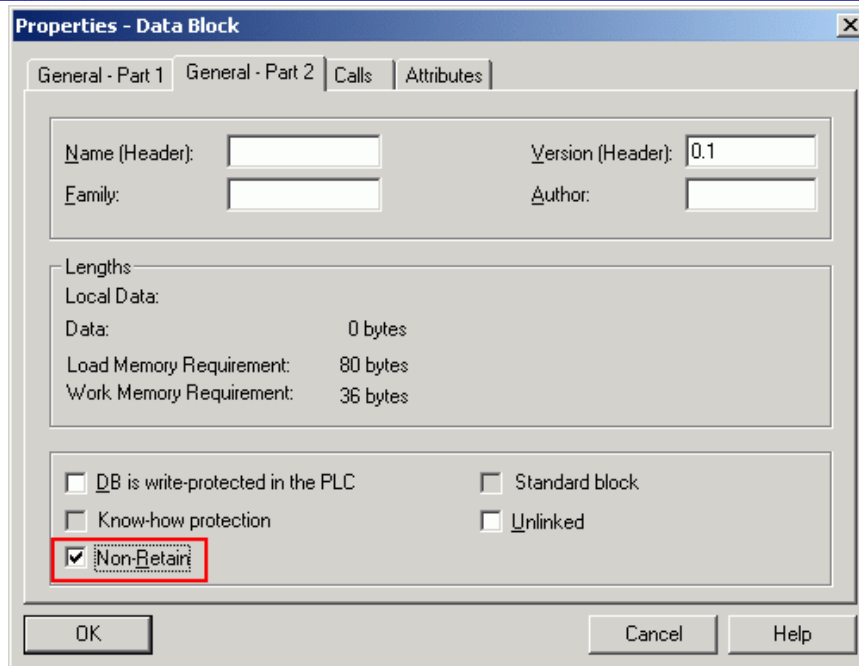 Properties - Data Block
General - Part 1 General - Part 2 Calls Attributes
Name (Header): Version (Header): 0.1
Family: Author:
Lengths
Local Data:
Data: 0 bytes
Load Memory Requirement: 80 bytes
Work Memory Requirement: 36 bytes
DB is write-protected in the PLC Standard block
Know-how protection Unlinked
Non-Retain
OK Cancel Help